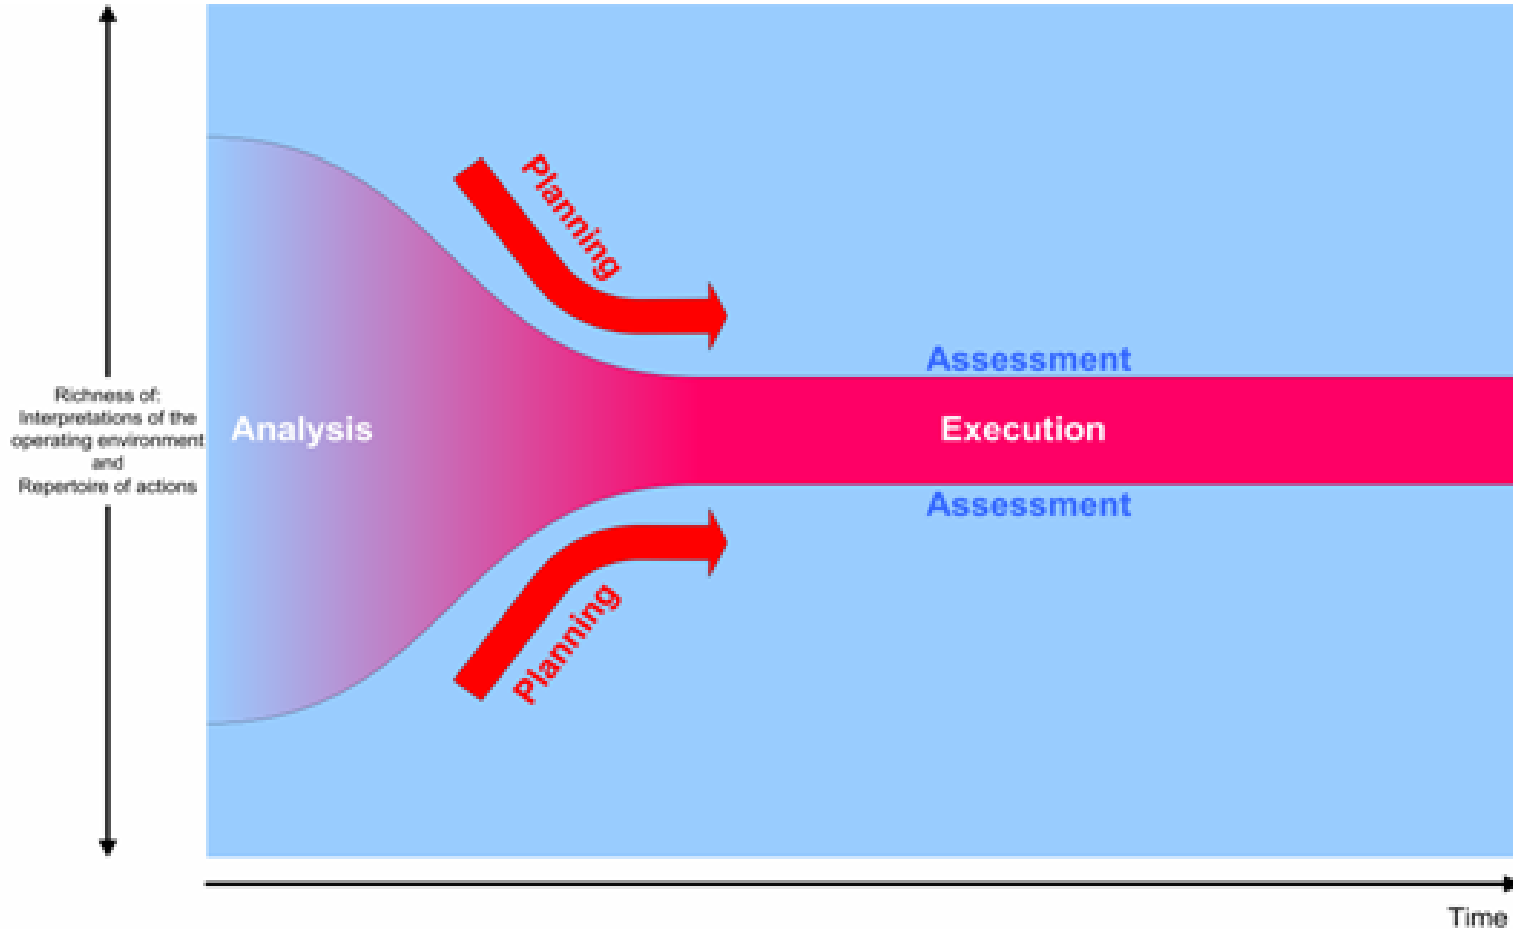 Planning
Assessment
Richness of:
Interpretations of the
operating environment
and
Repertoire of actions
Analysis
Execution
Assessment
Planning
Time